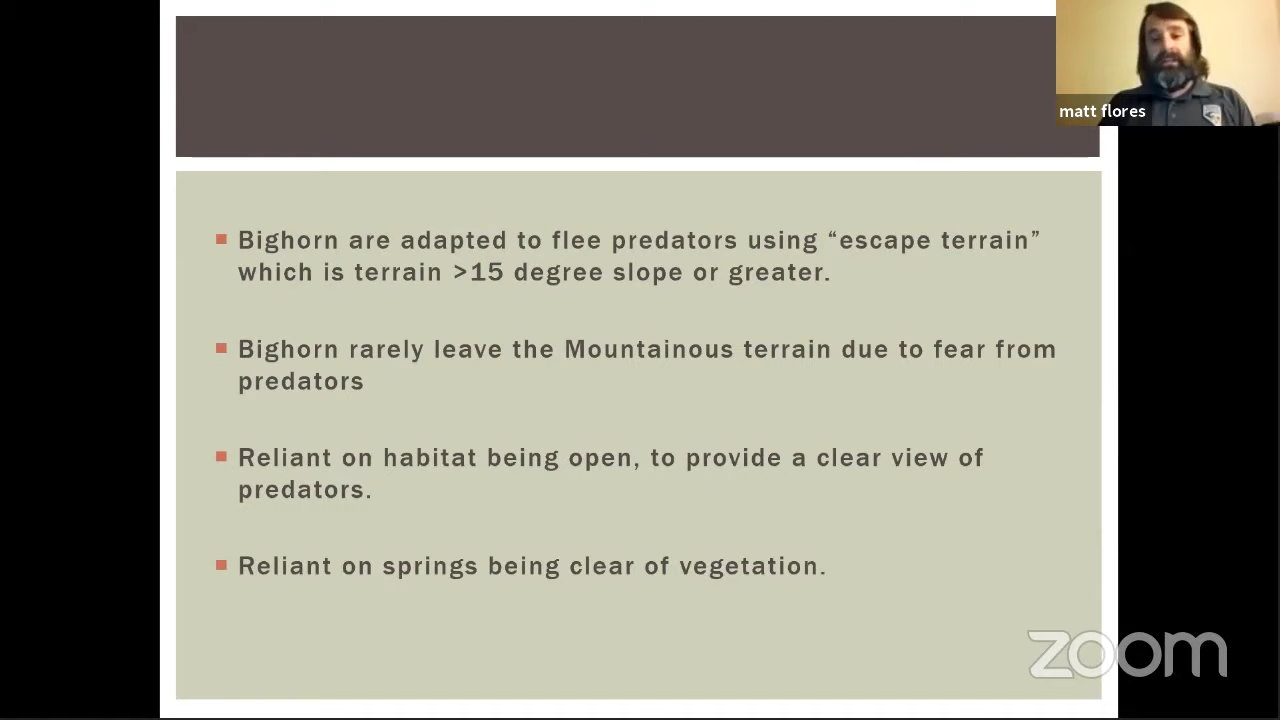 matt flores
Bighorn are adapted to flee predators using “escape terrain”
which is terrain >15 degree slope or greater.
Bighorn rarely leave the Mountainous terrain due to fear from
predators
Reliant on habitat being open, to provide a clear view of
predators.
Reliant on springs being clear of vegetation.
zoom